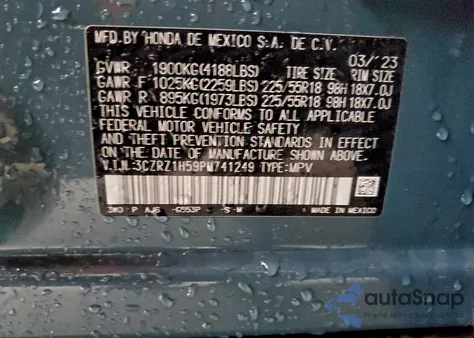 MFD.BY HONDA DE MEXICO S.A. DE C.V.
03/'23
GVWR 1900KG(4188LBS) TIRE SIZE RIM SIZE
GAWR F 1025KG(2259LBS) 225/55R18 98H 18X7.0J
GAWR R 895KG(1973LBS) 225/55R18 98H 18X7.0J
THIS VEHICLE CONFORMS TO ALL APPLICABLE
FEDERAL MOTOR VEHICLE SAFETY AND
THEFT PREVENTION STANDARDS IN EFFECT
ON THE DATE OF MANUFACTURE SHOWN ABOVE.
V.I.N. 3CZRZ1H59PM741249 TYPE:MPV
3W0 P AJ5 -G553P -S-M
MADE IN MEXICO
autoSnap